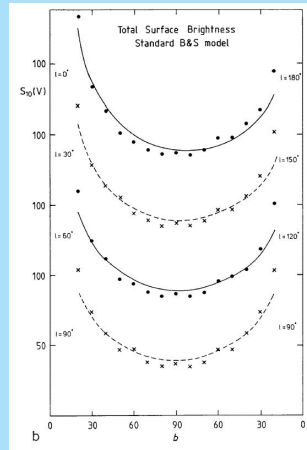 Total Surface Brightness
Standard B&S model
100
S10(V)
l=0°
l=180°
100
l=30°
l=150°
100
l=60°
l=120°
100
l=90°
l=90°
50
0 30 60 90 60 30 0
b
b